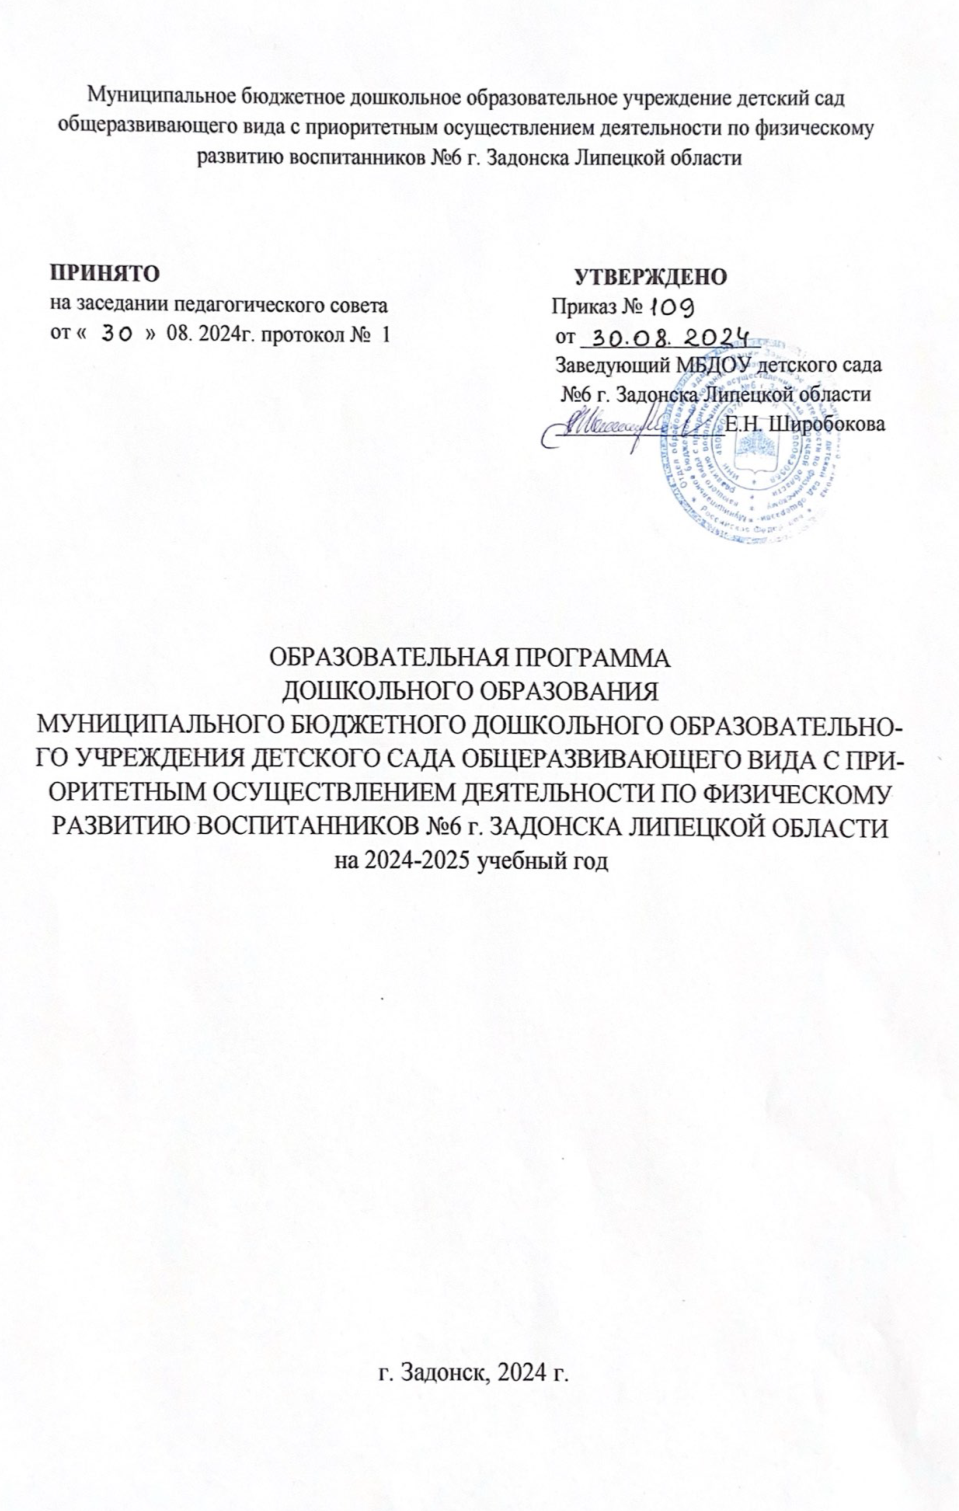 Муниципальное бюджетное дошкольное образовательное учреждение детский сад
общеразвивающего вида с приоритетным осуществлением деятельности по физическому
развитию воспитанников №6 г. Задонска Липецкой области
ПРИНЯТО
на заседании педагогического совета
от « 30 » 08. 2024г. протокол № 1
УТВЕРЖДЕНО
Приказ № 109
от 30.08. 2024
Заведующий МБДОУ детского сада
№6 г. Задонска Липецкой области
Е.Н. Широбокова
ОБРАЗОВАТЕЛЬНАЯ ПРОГРАММА
ДОШКОЛЬНОГО ОБРАЗОВАНИЯ
МУНИЦИПАЛЬНОГО БЮДЖЕТНОГО ДОШКОЛЬНОГО ОБРАЗОВАТЕЛЬНО-
ГО УЧРЕЖДЕНИЯ ДЕТСКОГО САДА ОБЩЕРАЗВИВАЮЩЕГО ВИДА С ПРИ-
ОРИТЕТНЫМ ОСУЩЕСТВЛЕНИЕМ ДЕЯТЕЛЬНОСТИ ПО ФИЗИЧЕСКОМУ
РАЗВИТИЮ ВОСПИТАННИКОВ №6 г. ЗАДОНСКА ЛИПЕЦКОЙ ОБЛАСТИ
на 2024-2025 учебный год
г. Задонск, 2024 г.